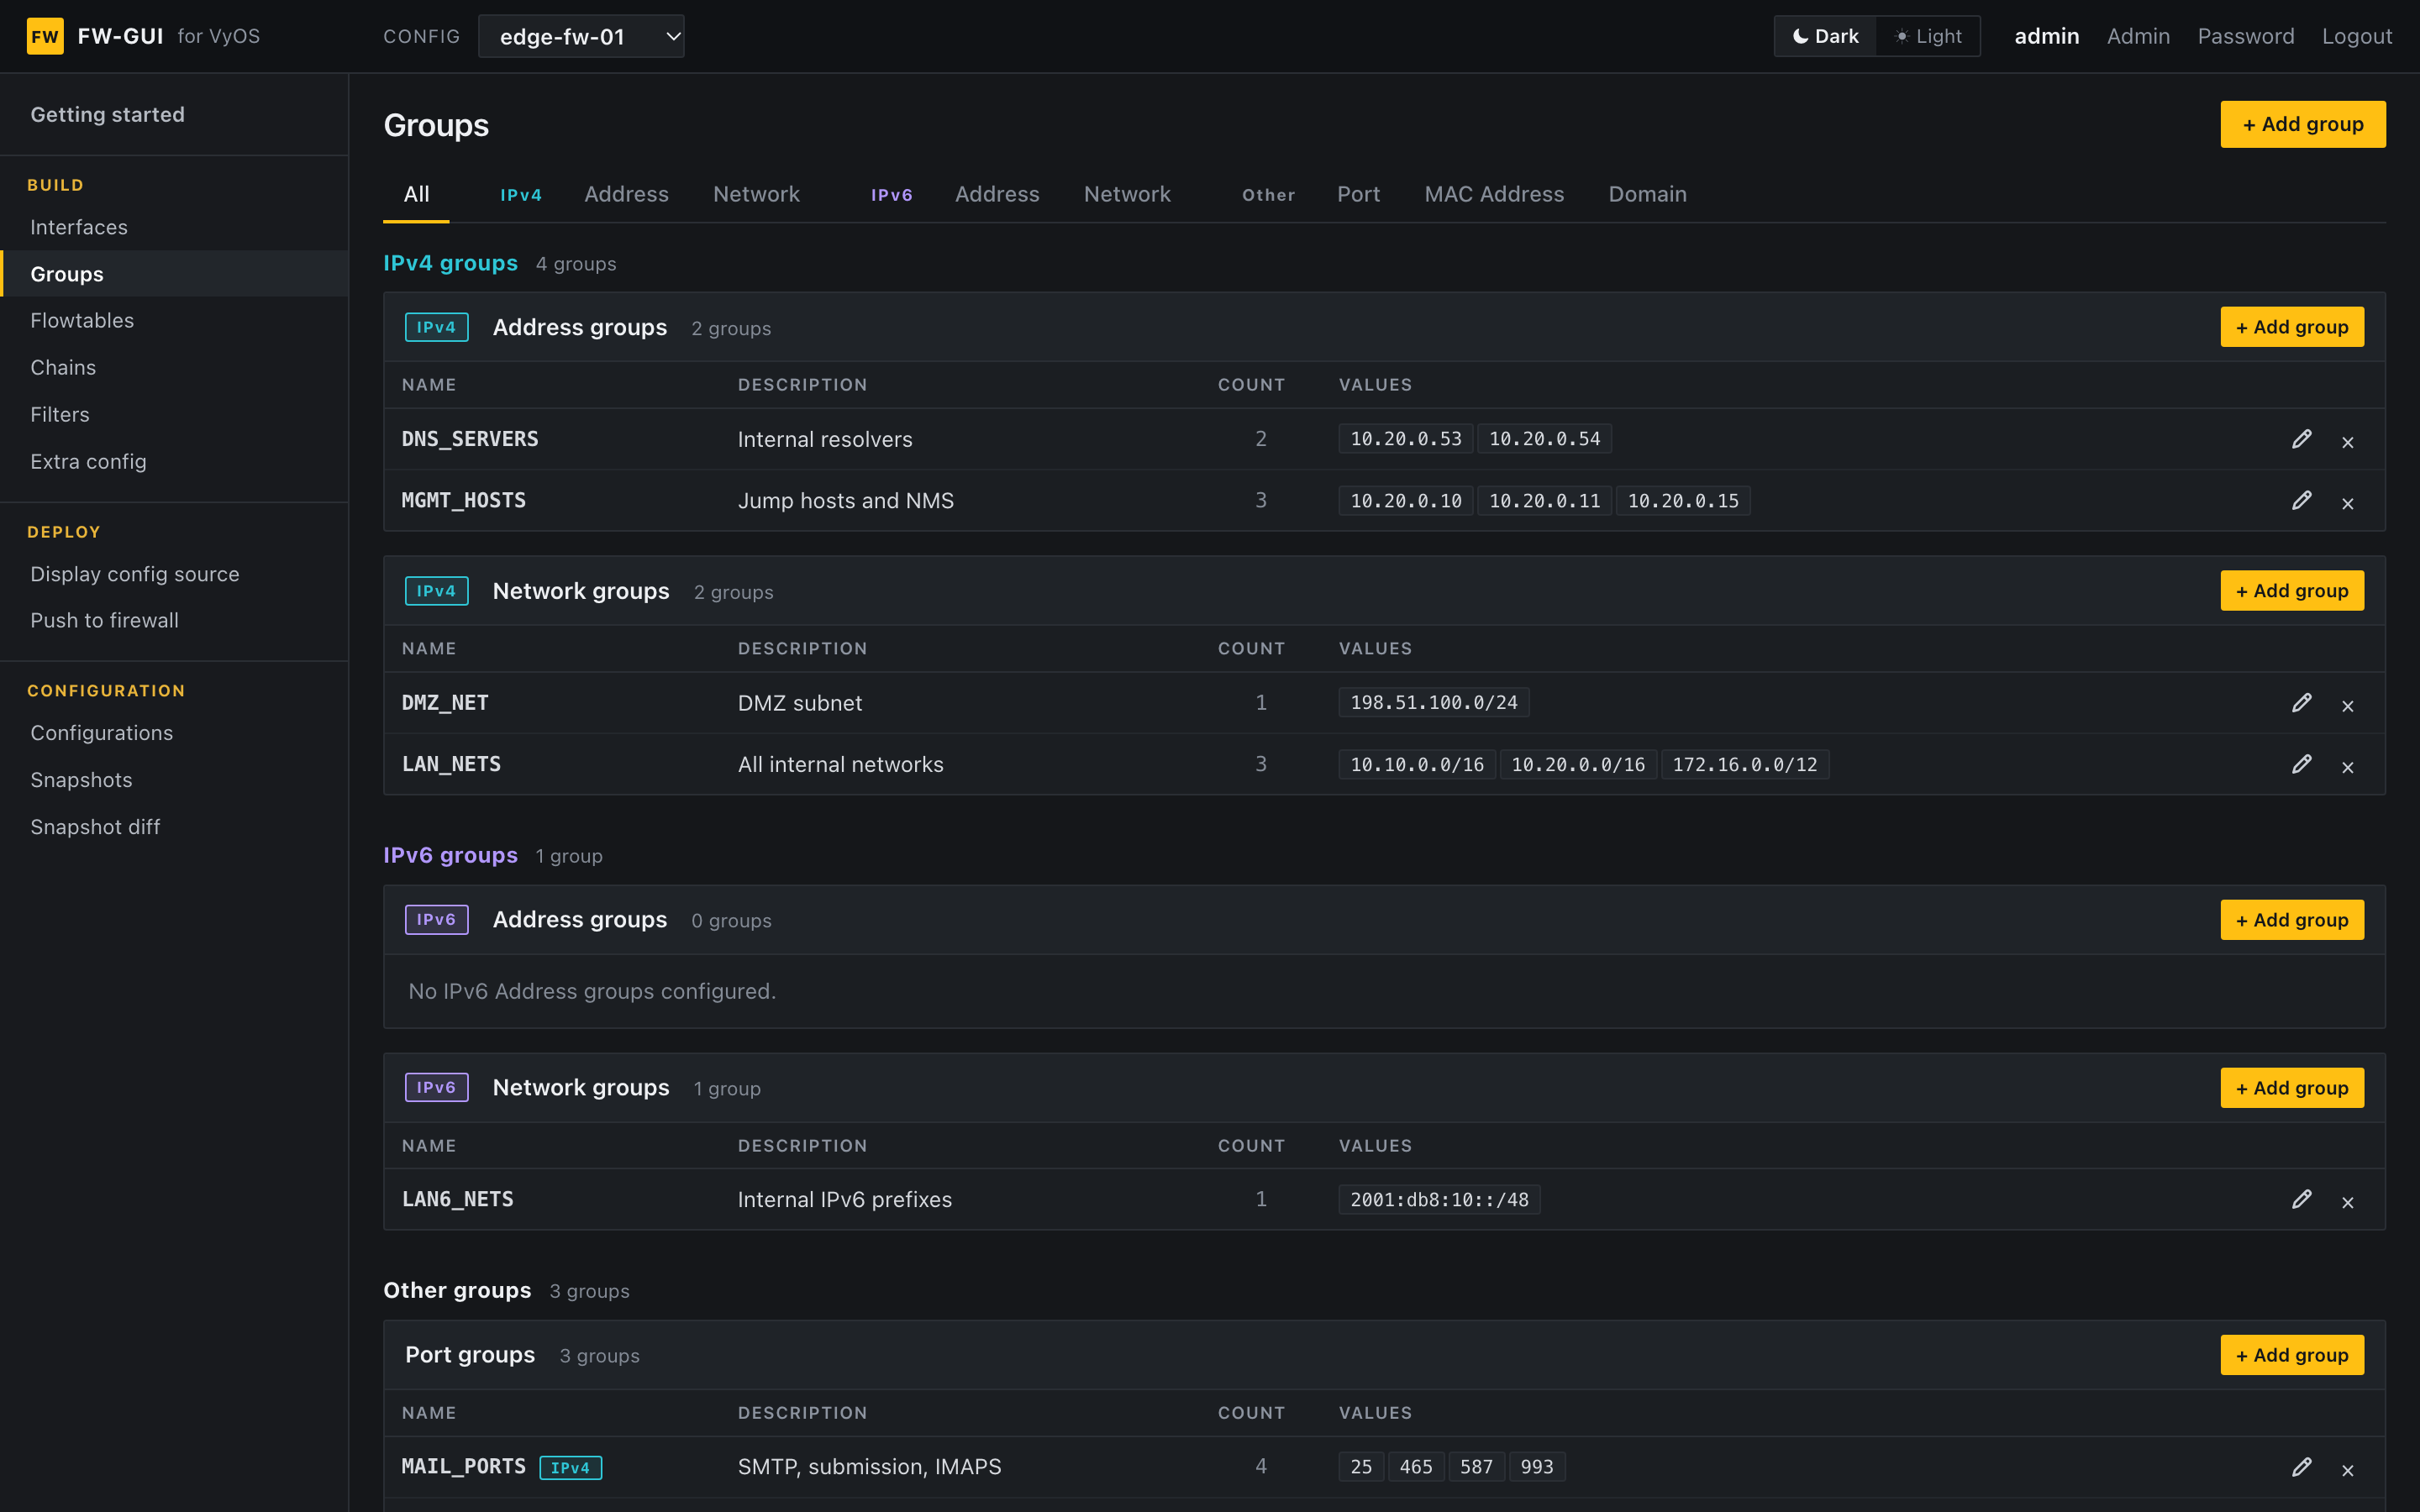 FW FW-GUI for VyOS CONFIG edge-fw-01 Dark Light admin Admin Password Logout
Getting started
BUILD
Interfaces
Groups
Flowtables
Chains
Filters
Extra config
DEPLOY
Display config source
Push to firewall
CONFIGURATION
Configurations
Snapshots
Snapshot diff
Groups + Add group
All IPv4 Address Network IPv6 Address Network Other Port MAC Address Domain
IPv4 groups 4 groups
IPv4 Address groups 2 groups + Add group
NAME DESCRIPTION COUNT VALUES
DNS_SERVERS Internal resolvers 2 10.20.0.53 10.20.0.54
MGMT_HOSTS Jump hosts and NMS 3 10.20.0.10 10.20.0.11 10.20.0.15
IPv4 Network groups 2 groups + Add group
NAME DESCRIPTION COUNT VALUES
DMZ_NET DMZ subnet 1 198.51.100.0/24
LAN_NETS All internal networks 3 10.10.0.0/16 10.20.0.0/16 172.16.0.0/12
IPv6 groups 1 group
IPv6 Address groups 0 groups + Add group
No IPv6 Address groups configured.
IPv6 Network groups 1 group + Add group
NAME DESCRIPTION COUNT VALUES
LAN6_NETS Internal IPv6 prefixes 1 2001:db8:10::/48
Other groups 3 groups
Port groups 3 groups + Add group
NAME DESCRIPTION COUNT VALUES
MAIL_PORTS IPv4 SMTP, submission, IMAPS 4 25 465 587 993